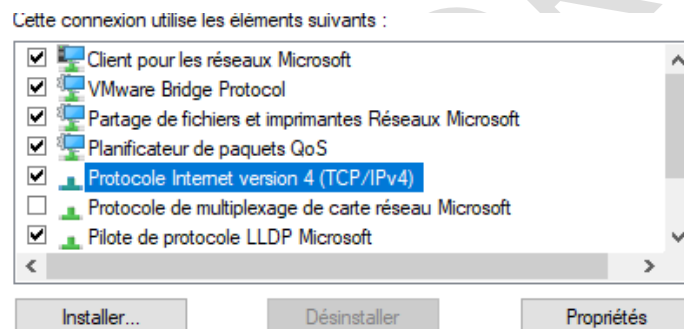 Cette connexion utilise les éléments suivants :
Client pour les réseaux Microsoft
VMware Bridge Protocol
Partage de fichiers et imprimantes Réseaux Microsoft
Planificateur de paquets QoS
Protocole Internet version 4 (TCP/IPv4)
Protocole de multiplexage de carte réseau Microsoft
Pilote de protocole LLDP Microsoft
Installer... Désinstaller Propriétés